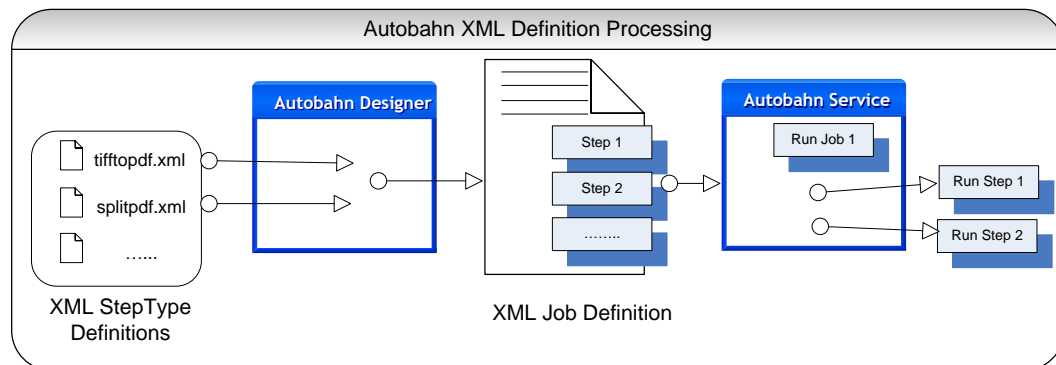 Autobahn XML Definition Processing
tifftopdf.xml
splitpdf.xml
…...
XML StepType
Definitions
Autobahn Designer
Step 1
Step 2
……..
XML Job Definition
Autobahn Service
Run Job 1
Run Step 1
Run Step 2